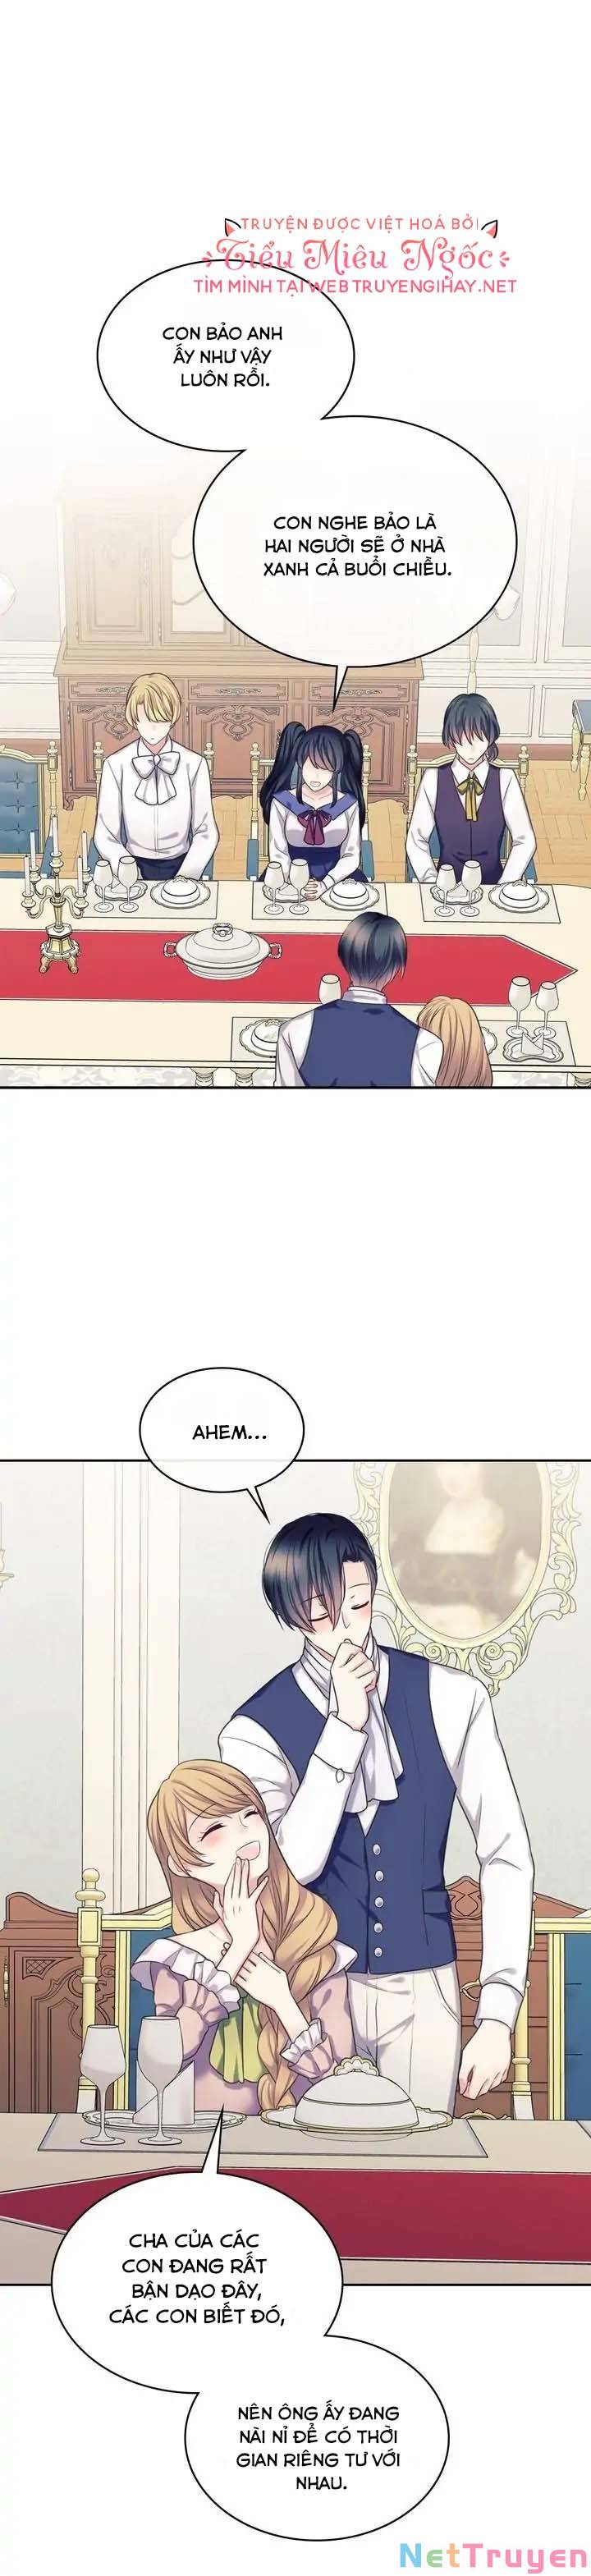 TRUYỆN ĐƯỢC VIỆT HOÁ BỞI
Tiểu Miêu Ngốc
TÌM MÌNH TẠI WEB TRUYENGIHAY.NET
CON BẢO ANH
ẤY NHƯ VẬY
LUÔN RỒI.
CON NGHE BẢO LÀ
HAI NGƯỜI SẼ Ở NHÀ
XANH CẢ BUỔI CHIỀU.
AHEM...
CHA CỦA CÁC
CON ĐANG RẤT
BẬN DẠO ĐÂY,
CÁC CON BIẾT ĐÓ,
NÊN ÔNG ẤY ĐANG
NÀI NỈ ĐỂ CÓ THỜI
GIAN RIÊNG TƯ VỚI
NHAU.
NetTruyen